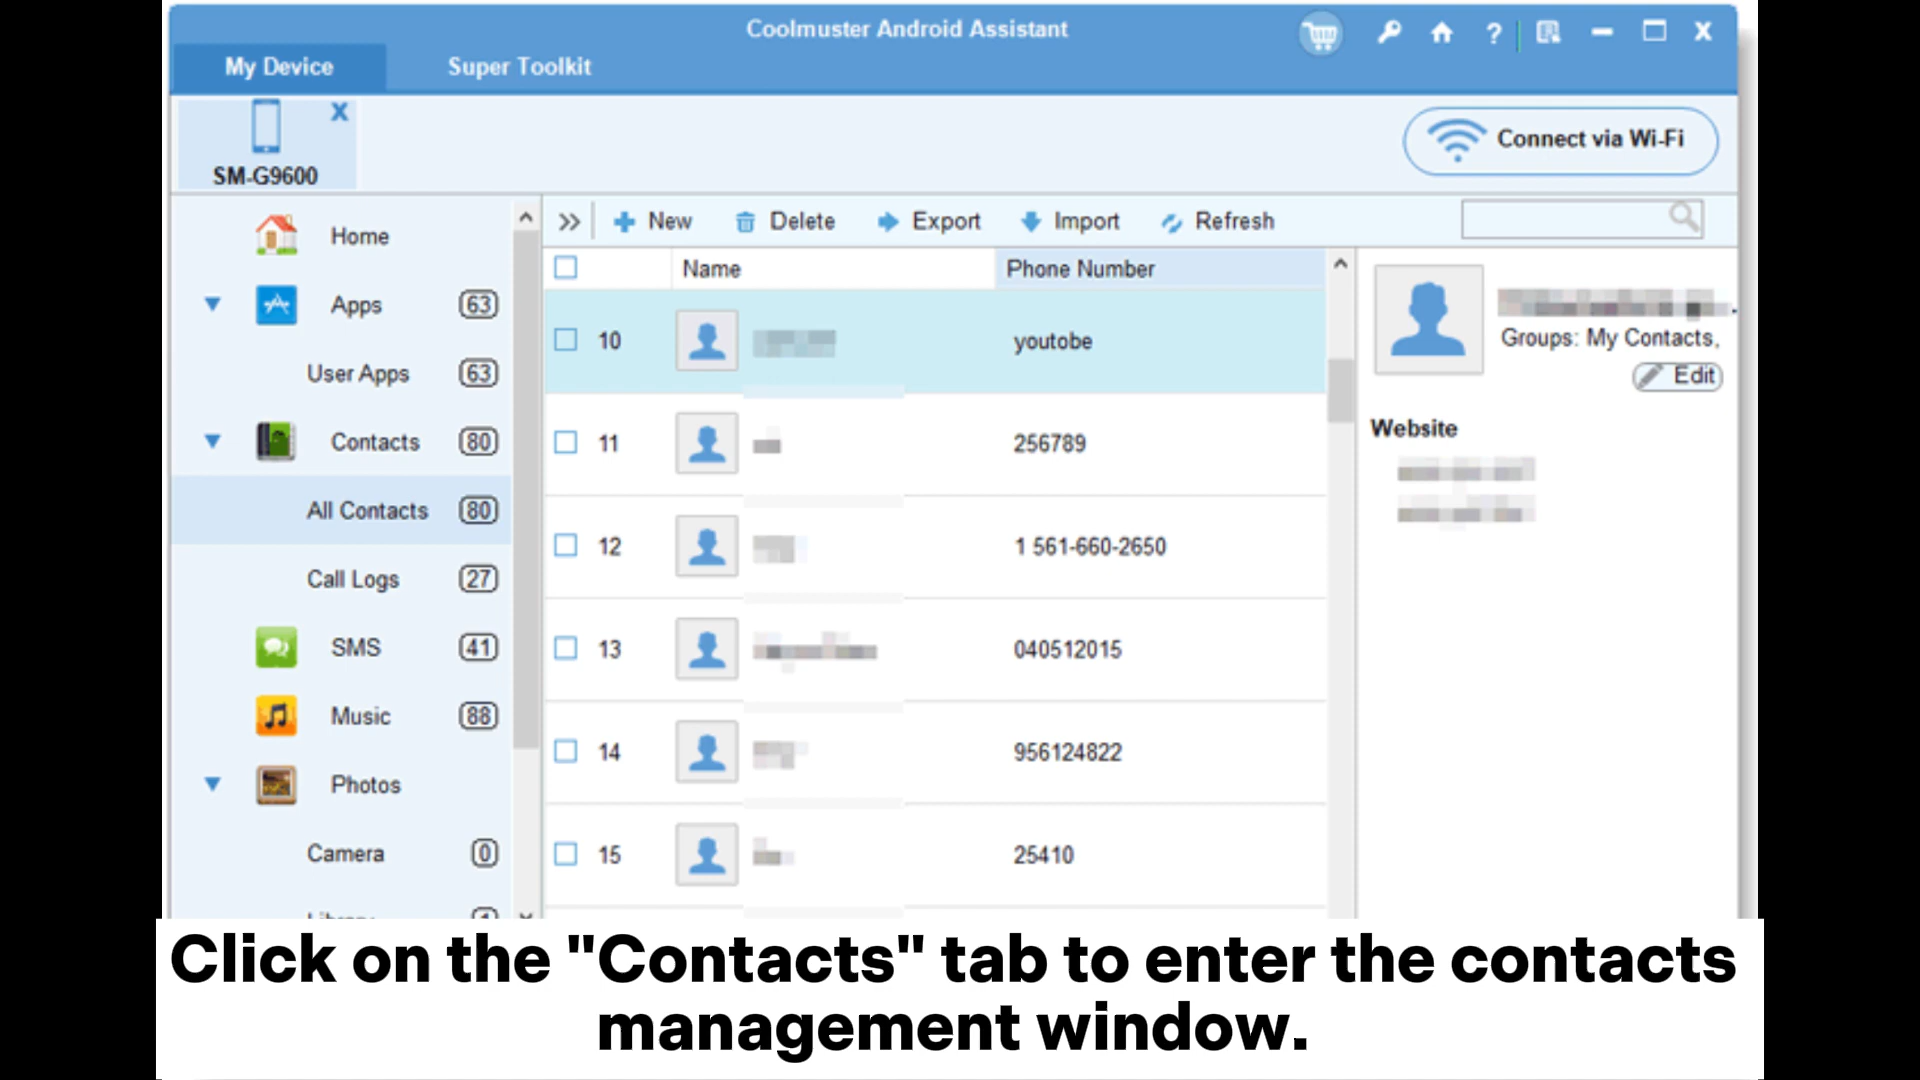 Coolmuster Android Assistant
My Device
Super Toolkit
SM-G9600
Connect via Wi-Fi
Home
Apps 63
User Apps 63
Contacts 80
All Contacts 80
Call Logs 27
SMS 41
Music 88
Photos
Camera 0
New Delete Export Import Refresh
Name Phone Number
10 youtobe
11 256789
12 1 561-660-2650
13 040512015
14 956124822
15 25410
Groups: My Contacts,
Edit
Website
Click on the "Contacts" tab to enter the contacts
management window.